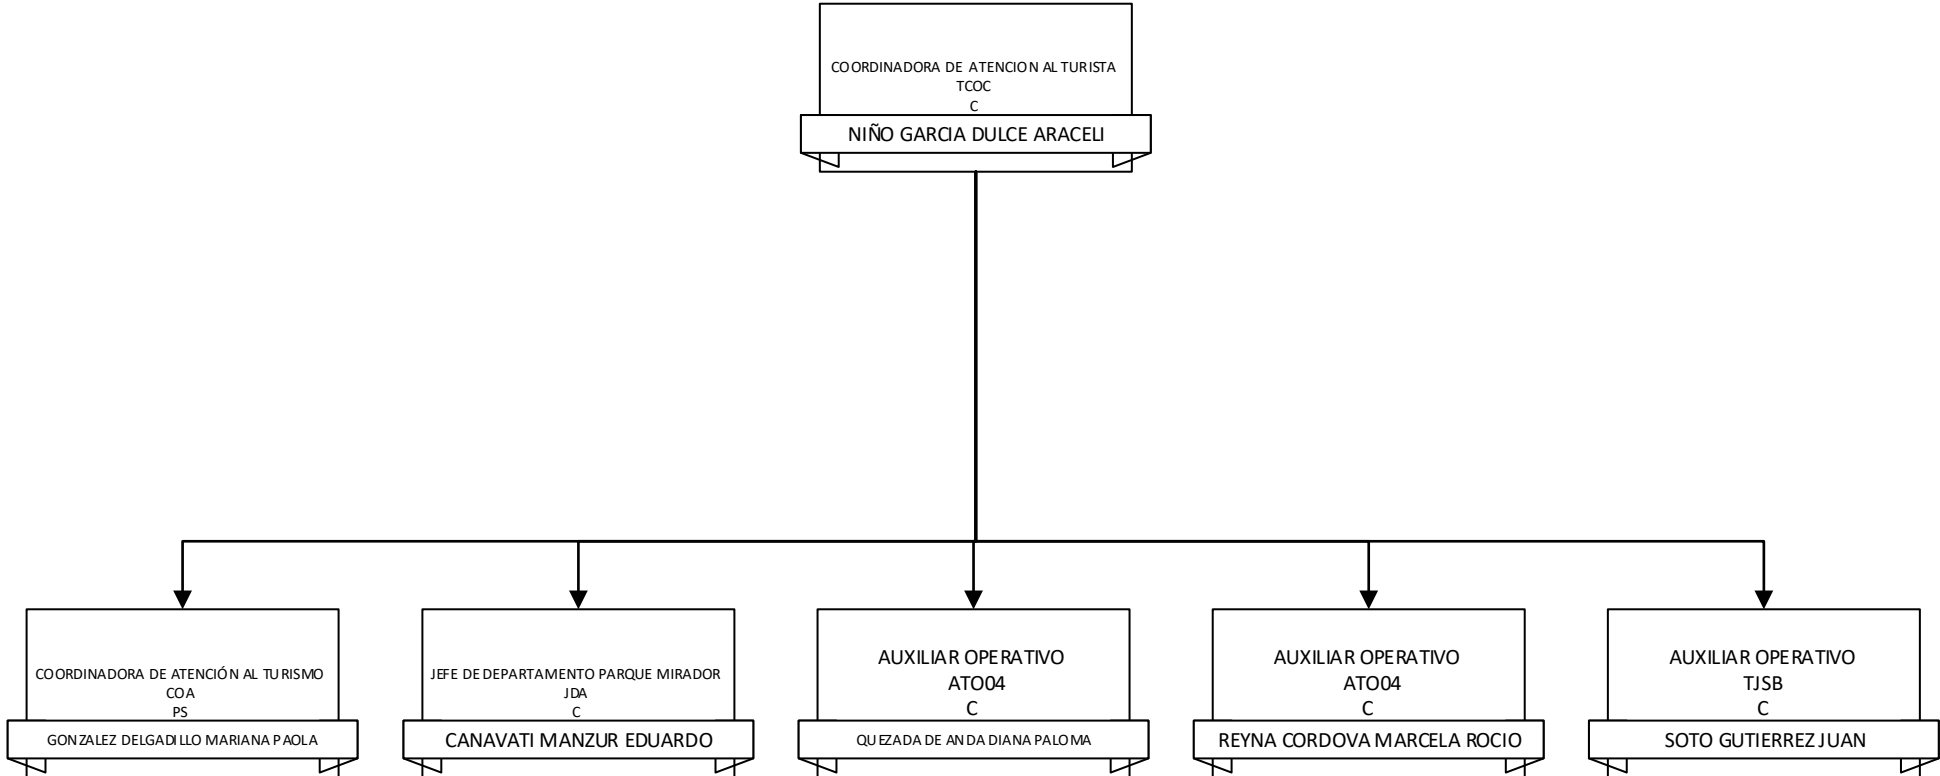 COORDINADORA DE ATENCION AL TURISTA
TCOC
C
NIÑO GARCIA DULCE ARACELI
COORDINADORA DE ATENCIÓN AL TURISMO
COA
PS
GONZALEZ DELGADILLO MARIANA PAOLA
JEFE DE DEPARTAMENTO PARQUE MIRADOR
JDA
C
CANAVATI MANZUR EDUARDO
AUXILIAR OPERATIVO
ATO04
C
QUEZADA DE ANDA DIANA PALOMA
AUXILIAR OPERATIVO
ATO04
C
REYNA CORDOVA MARCELA ROCIO
AUXILIAR OPERATIVO
TJSB
C
SOTO GUTIERREZ JUAN